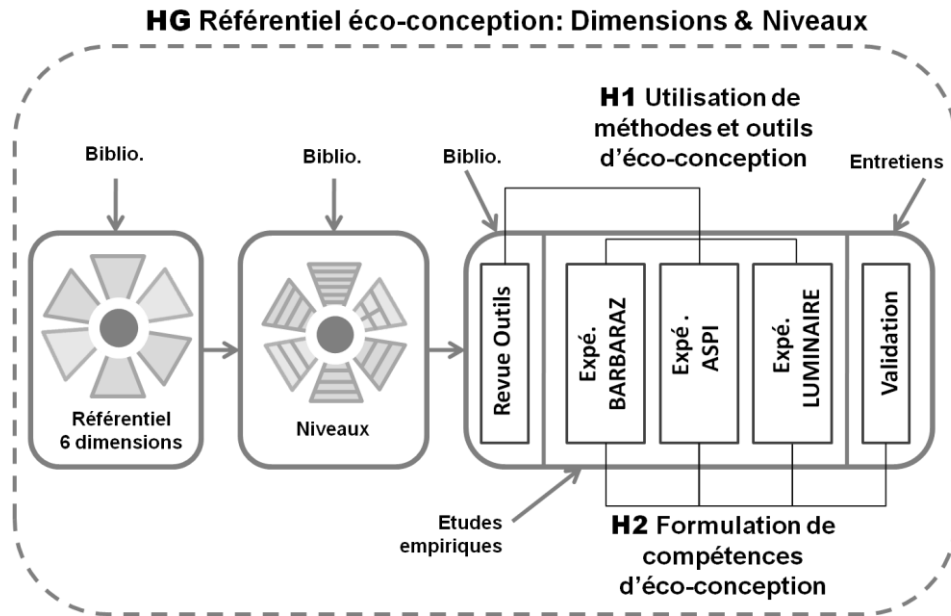 HG Référentiel éco-conception: Dimensions & Niveaux
H1 Utilisation de
méthodes et outils
d'éco-conception
Biblio.
Biblio.
Biblio.
Entretiens
Référentiel
6 dimensions
Niveaux
Revue Outils
Expé.
BARBARAZ
Expé .
ASPI
Expé.
LUMINAIRE
Validation
Etudes
empiriques
H2 Formulation de
compétences
d'éco-conception